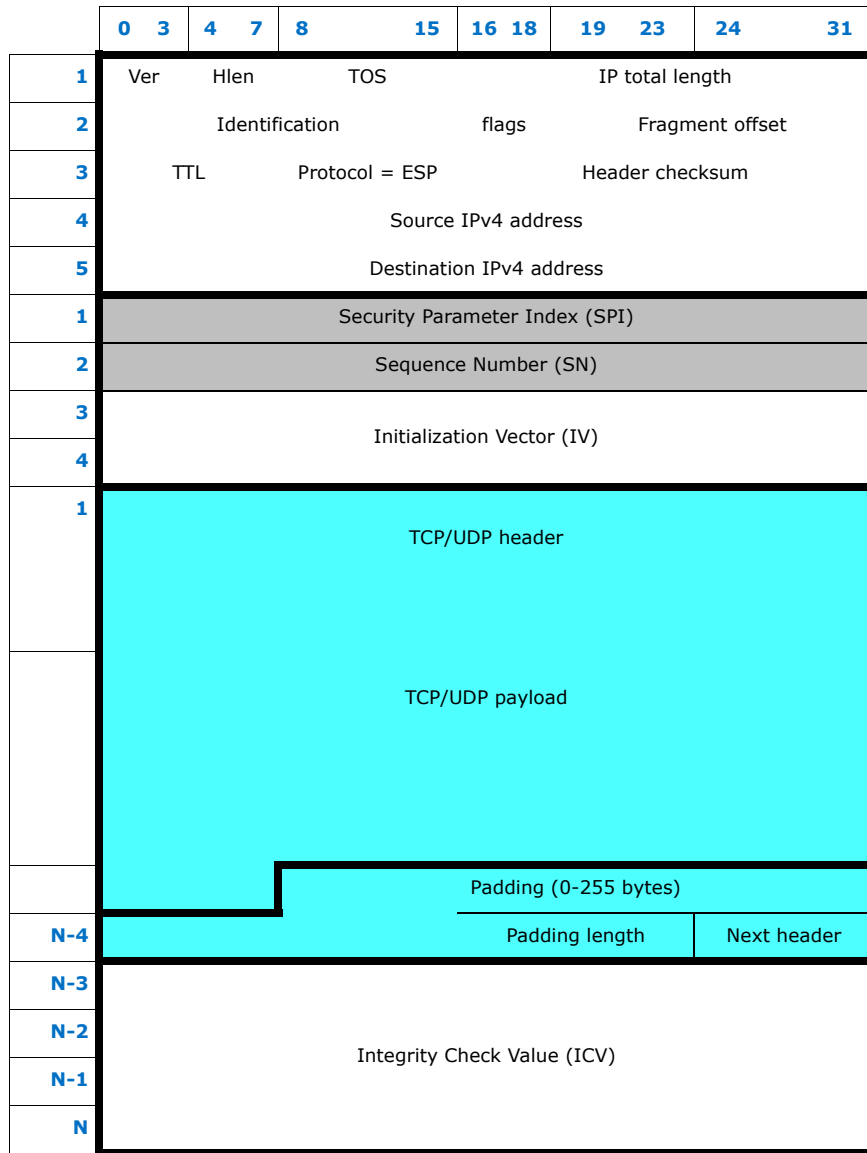 0 3 4 7 8 15 16 18 19 23 24 31
1 Ver Hlen TOS IP total length
2 Identification flags Fragment offset
3 TTL Protocol = ESP Header checksum
4 Source IPv4 address
5 Destination IPv4 address
1 Security Parameter Index (SPI)
2 Sequence Number (SN)
3
Initialization Vector (IV)
4
1
TCP/UDP header
TCP/UDP payload
Padding (0-255 bytes)
N-4 Padding length Next header
N-3
N-2
Integrity Check Value (ICV)
N-1
N